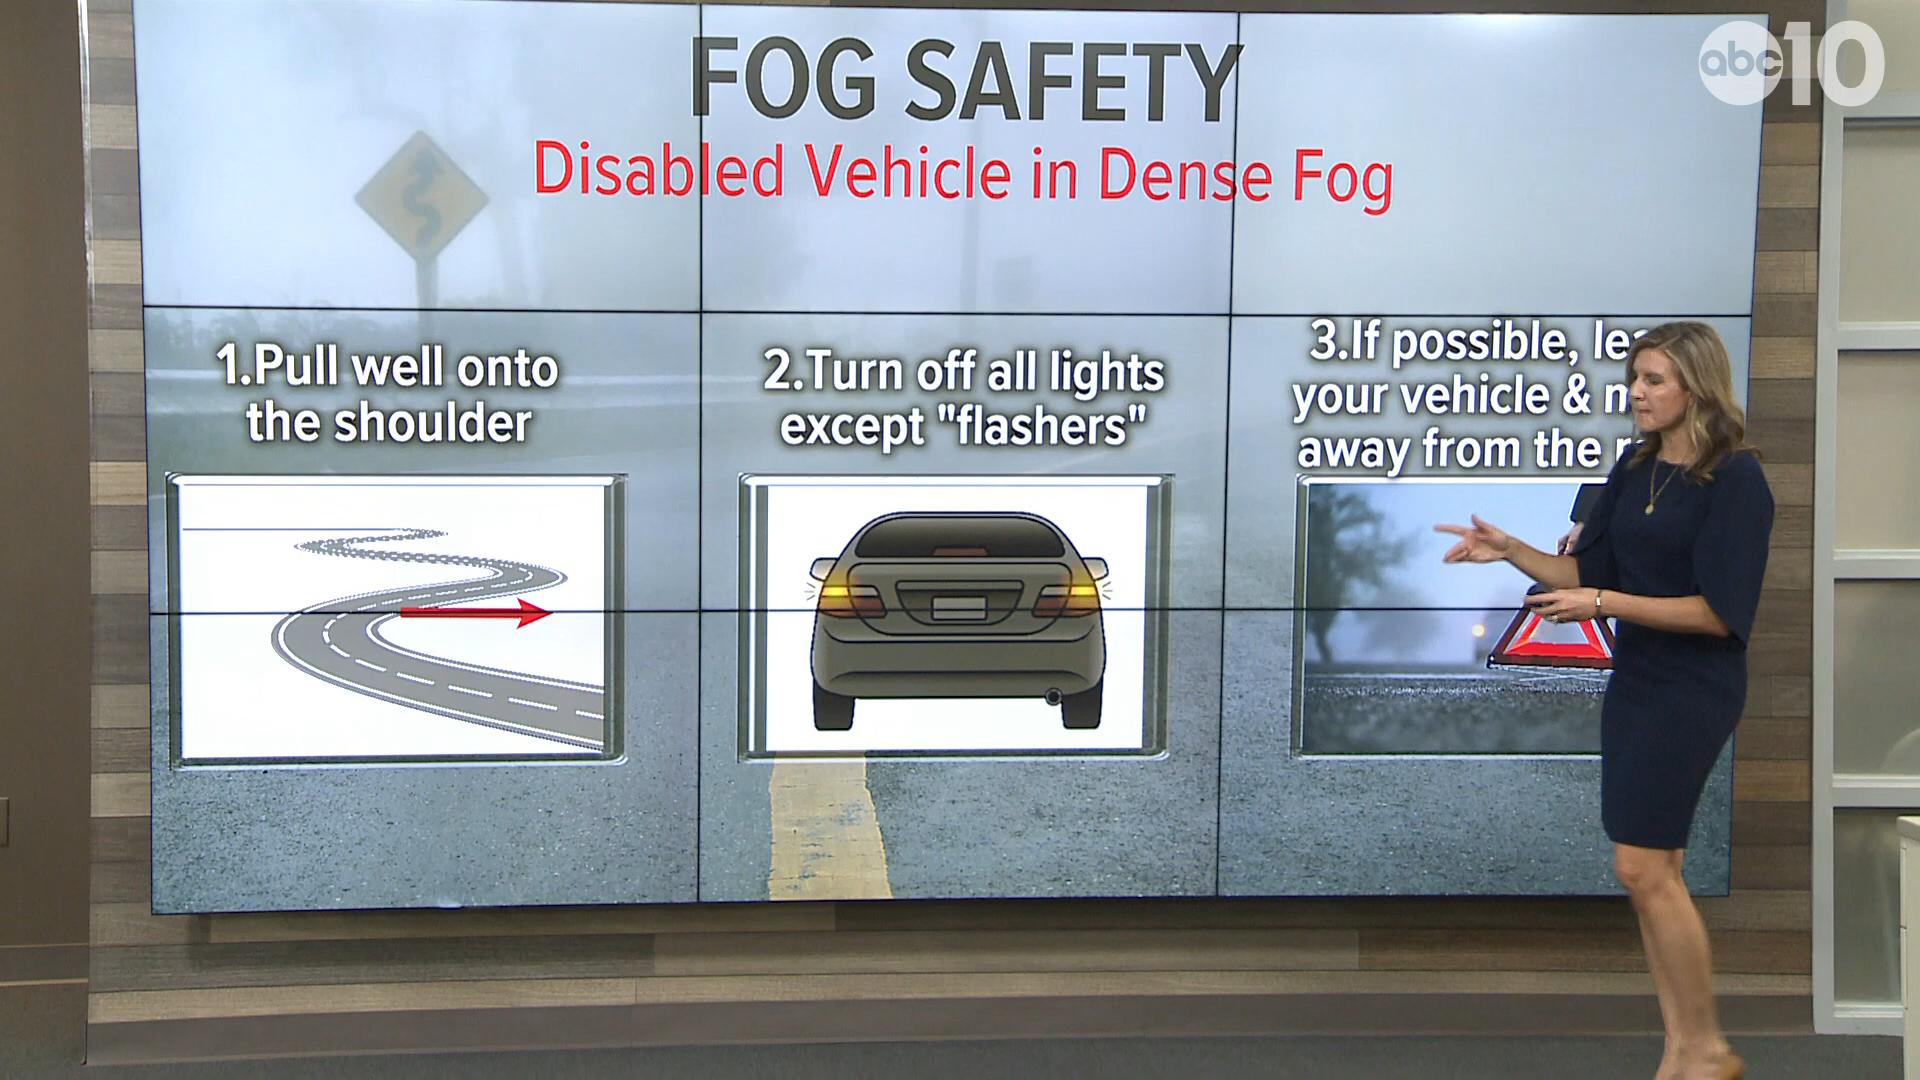 abc10
FOG SAFETY
Disabled Vehicle in Dense Fog
1.Pull well onto
the shoulder
2.Turn off all lights
except "flashers"
3.If possible,
your vehicle &
away from the